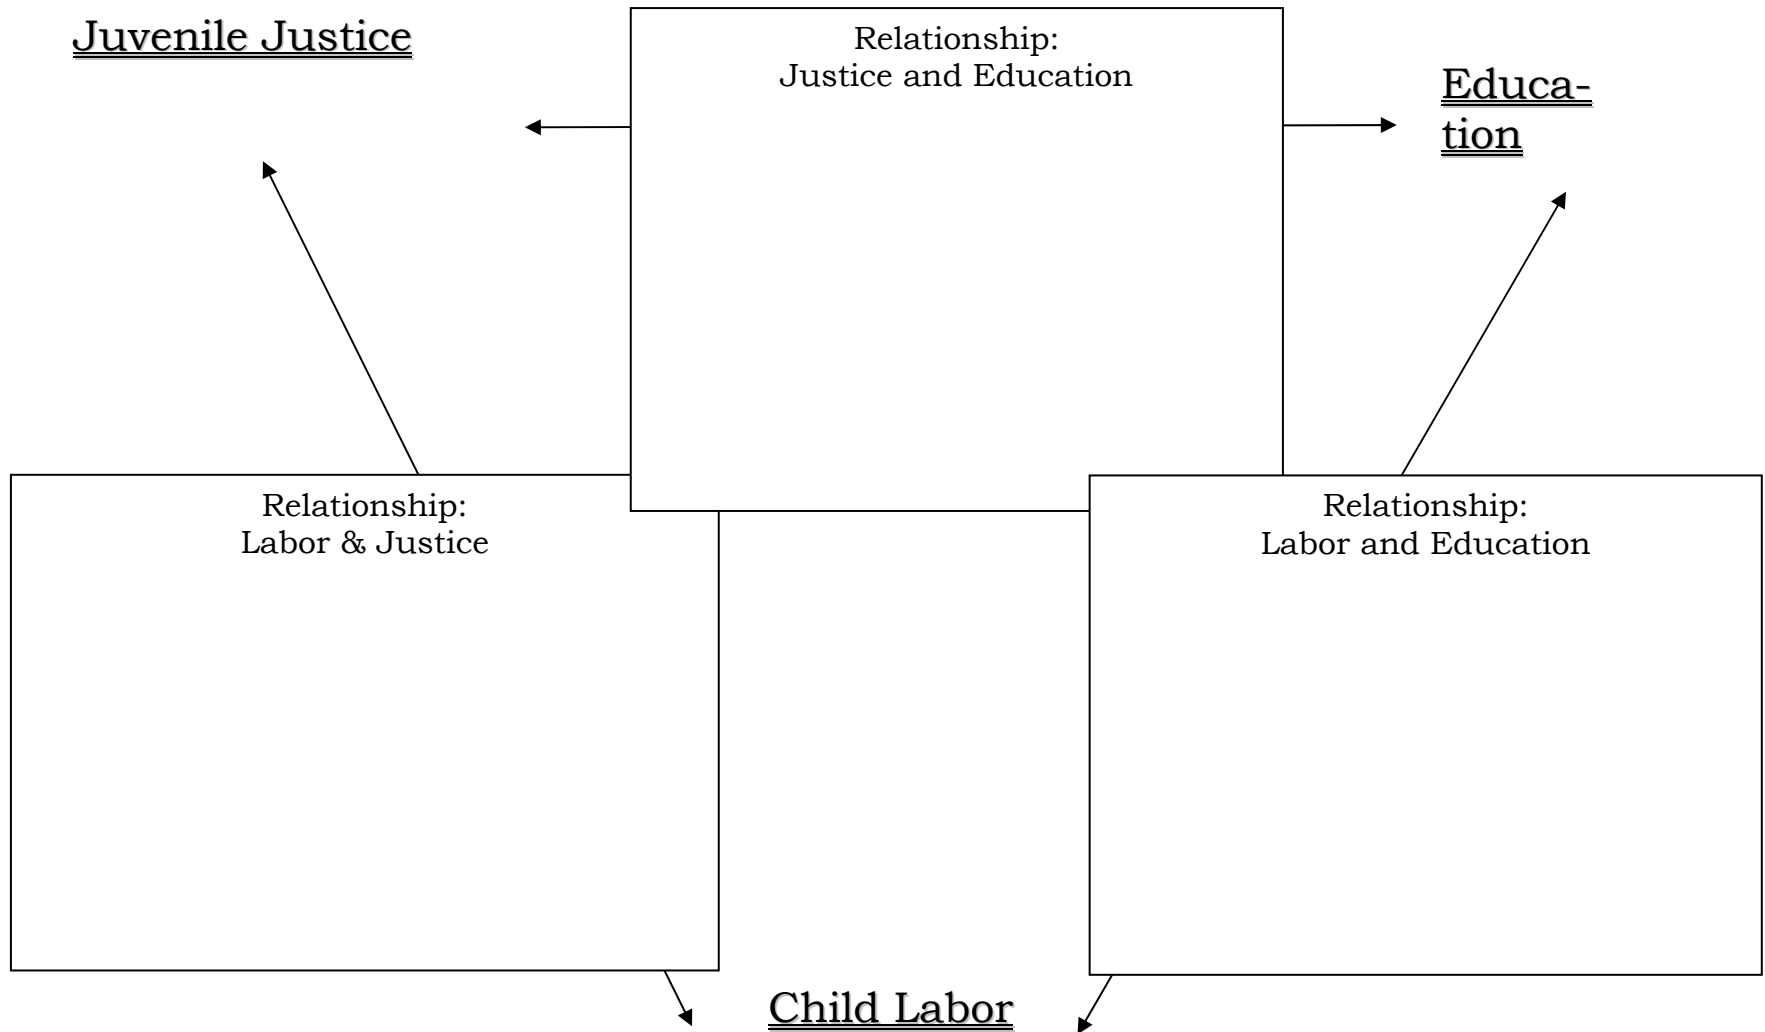 Juvenile Justice
Relationship:
Justice and Education
Educa-
tion
Relationship:
Labor & Justice
Relationship:
Labor and Education
Child Labor